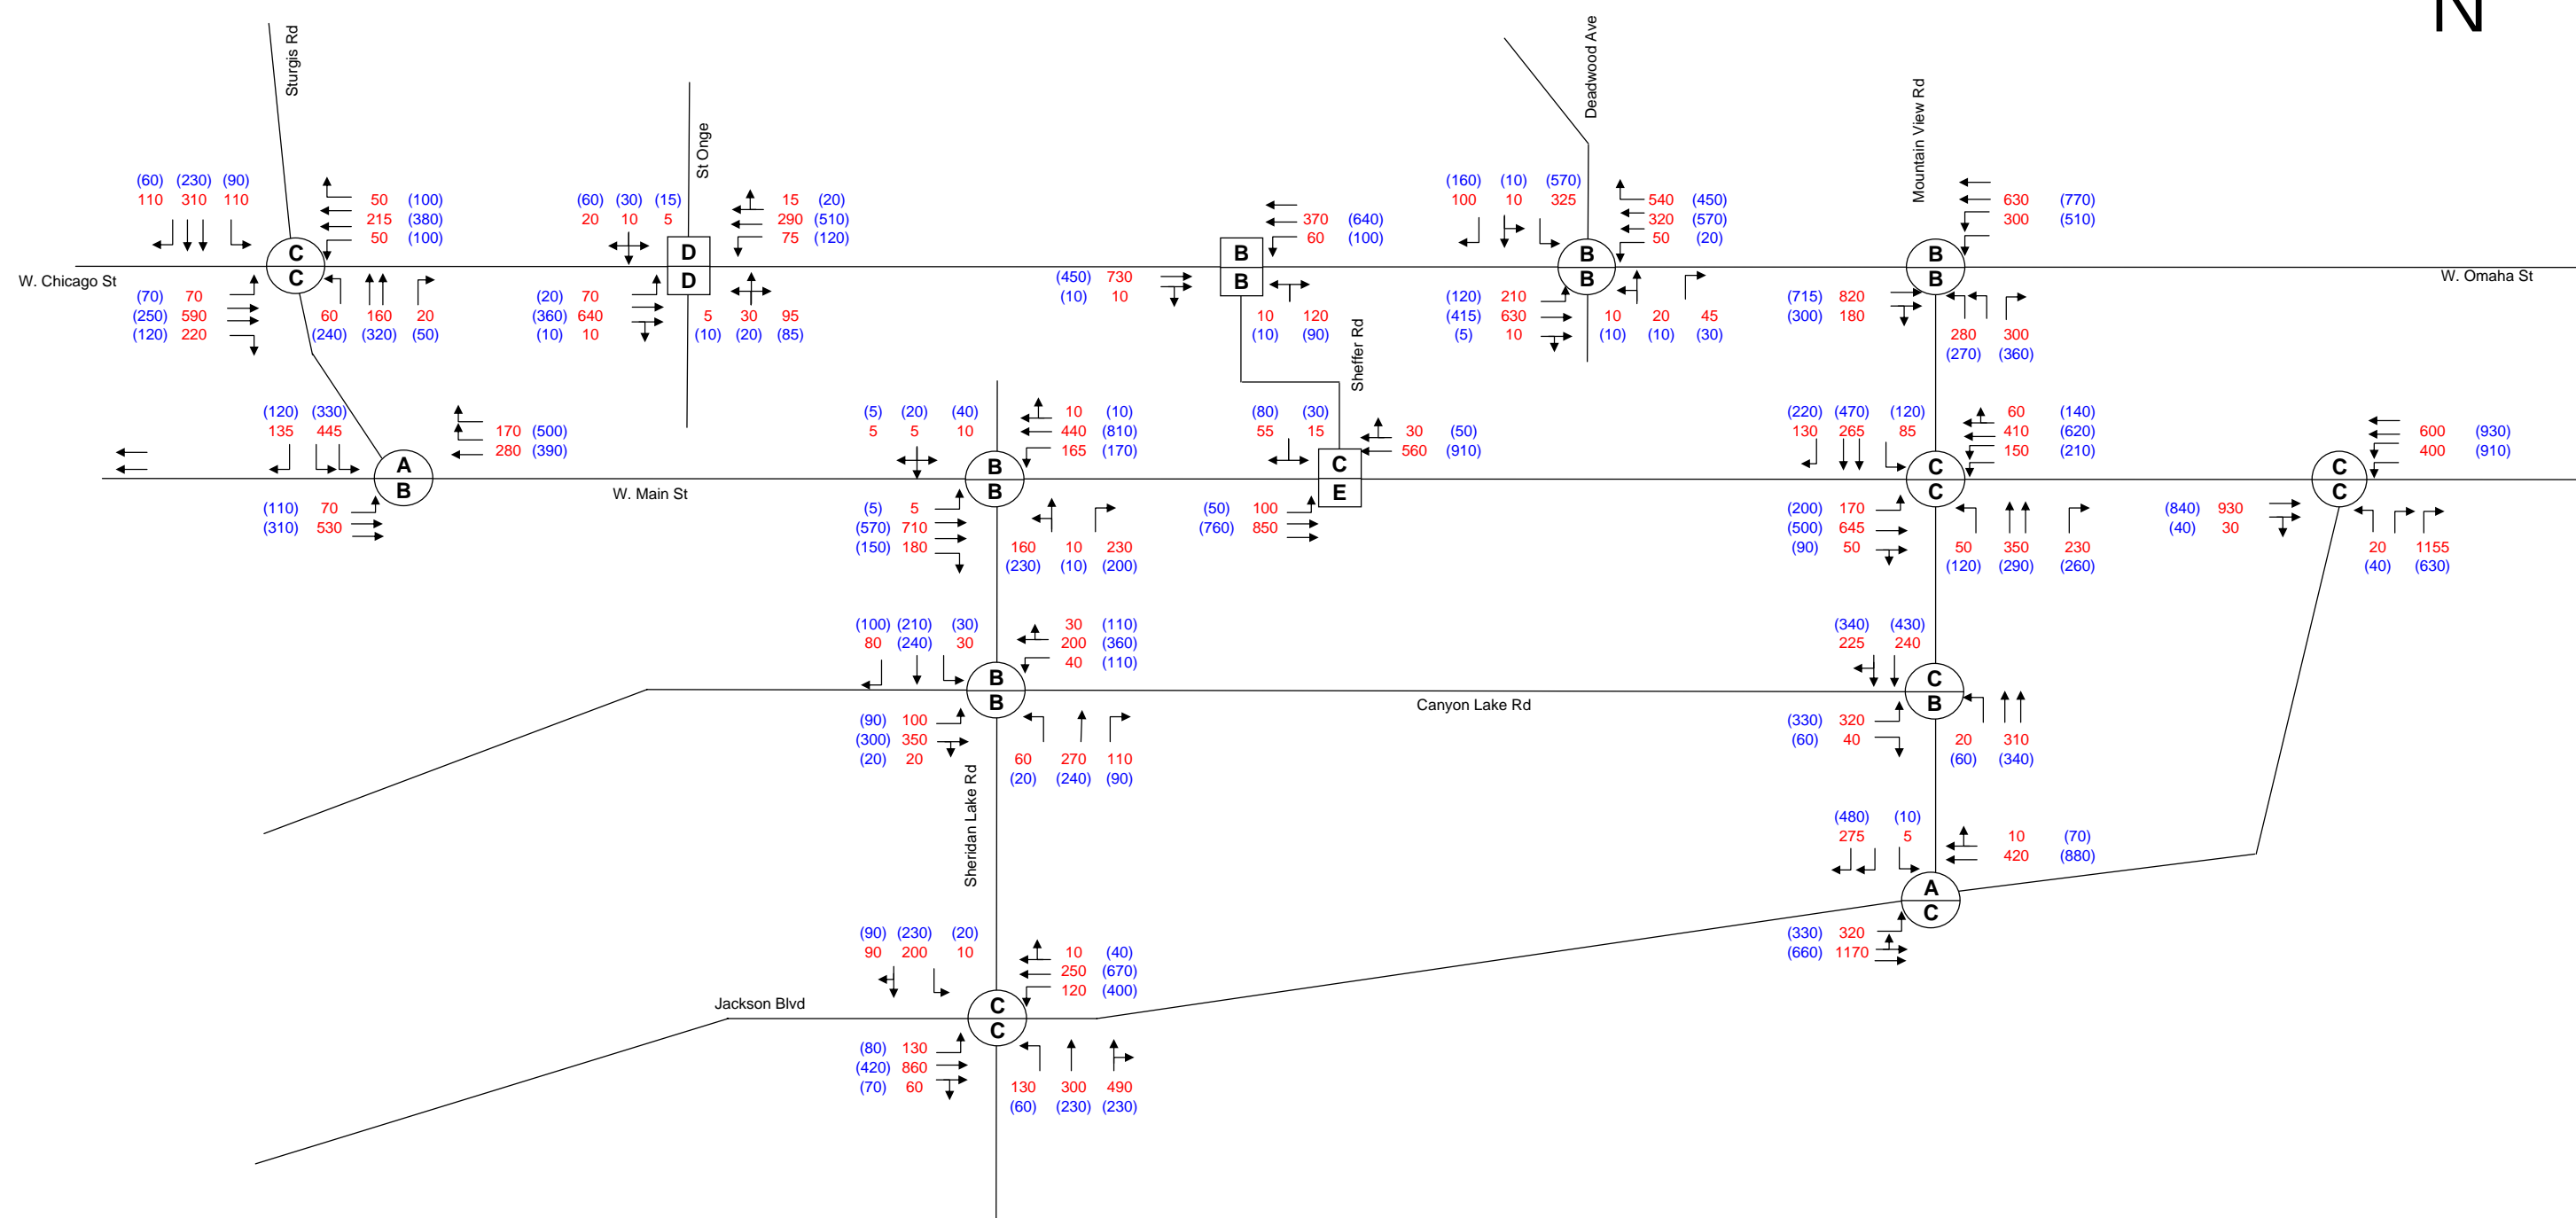 N
Sturgis Rd
St Onge
Deadwood Ave
Mountain View Rd
(60) (230) (90)
110 310 110
50 (100)
215 (380)
50 (100)
C
C
W. Chicago St
(70) 70
(250) 590
(120) 220
60 160 20
(240) (320) (50)
(60) (30) (15)
20 10 5
15 (20)
290 (510)
75 (120)
D
D
(20) 70
(360) 640
(10) 10
5 30 95
(10) (20) (85)
370 (640)
60 (100)
B
B
(450) 730
(10) 10
10 120
(10) (90)
Sheffer Rd
(160) (10) (570)
100 10 325
540 (450)
320 (570)
50 (20)
B
B
(120) 210
(415) 630
(5) 10
10 20 45
(10) (10) (30)
630 (770)
300 (510)
B
B
W. Omaha St
(715) 820
(300) 180
280 300
(270) (360)
(120) (330)
135 445
170 (500)
280 (390)
A
B
(110) 70
(310) 530
W. Main St
(5) (20) (40)
5 5 10
10 (10)
440 (810)
165 (170)
B
B
(5) 5
(570) 710
(150) 180
160 10 230
(230) (10) (200)
(80) (30)
55 15
30 (50)
560 (910)
C
E
(50) 100
(760) 850
(220) (470) (120)
130 265 85
60 (140)
410 (620)
150 (210)
C
C
(200) 170
(500) 645
(90) 50
50 350 230
(120) (290) (260)
600 (930)
400 (910)
C
C
(840) 930
(40) 30
20 1155
(40) (630)
(100) (210) (30)
80 (240) 30
30 (110)
200 (360)
40 (110)
B
B
Canyon Lake Rd
(90) 100
(300) 350
(20) 20
60 270 110
(20) (240) (90)
Sheridan Lake Rd
(340) (430)
225 240
C
B
(330) 320
(60) 40
20 310
(60) (340)
(480) (10)
275 5
10 (70)
420 (880)
A
C
(330) 320
(660) 1170
(90) (230) (20)
90 200 10
10 (40)
250 (670)
120 (400)
Jackson Blvd
C
C
(80) 130
(420) 860
(70) 60
130 300 490
(60) (230) (230)